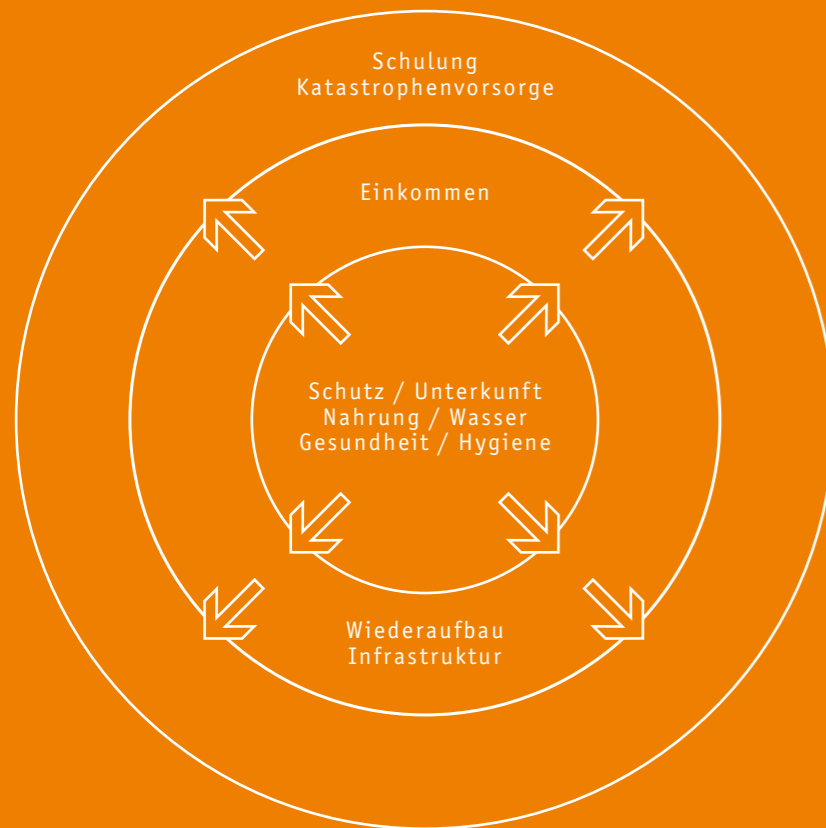 Schulung
Katastrophenvorsorge
Einkommen
Schutz / Unterkunft
Nahrung / Wasser
Gesundheit / Hygiene
Wiederaufbau
Infrastruktur